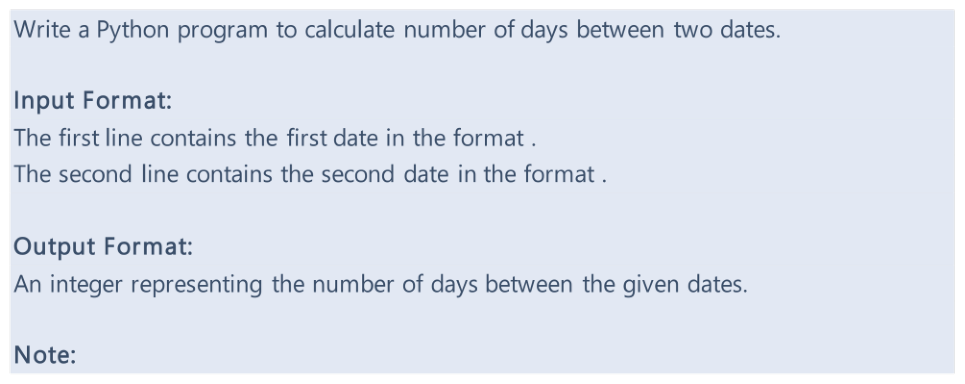 Write a Python program to calculate number of days between two dates.
Input Format:
The first line contains the first date in the format .
The second line contains the second date in the format .
Output Format:
An integer representing the number of days between the given dates.
Note: